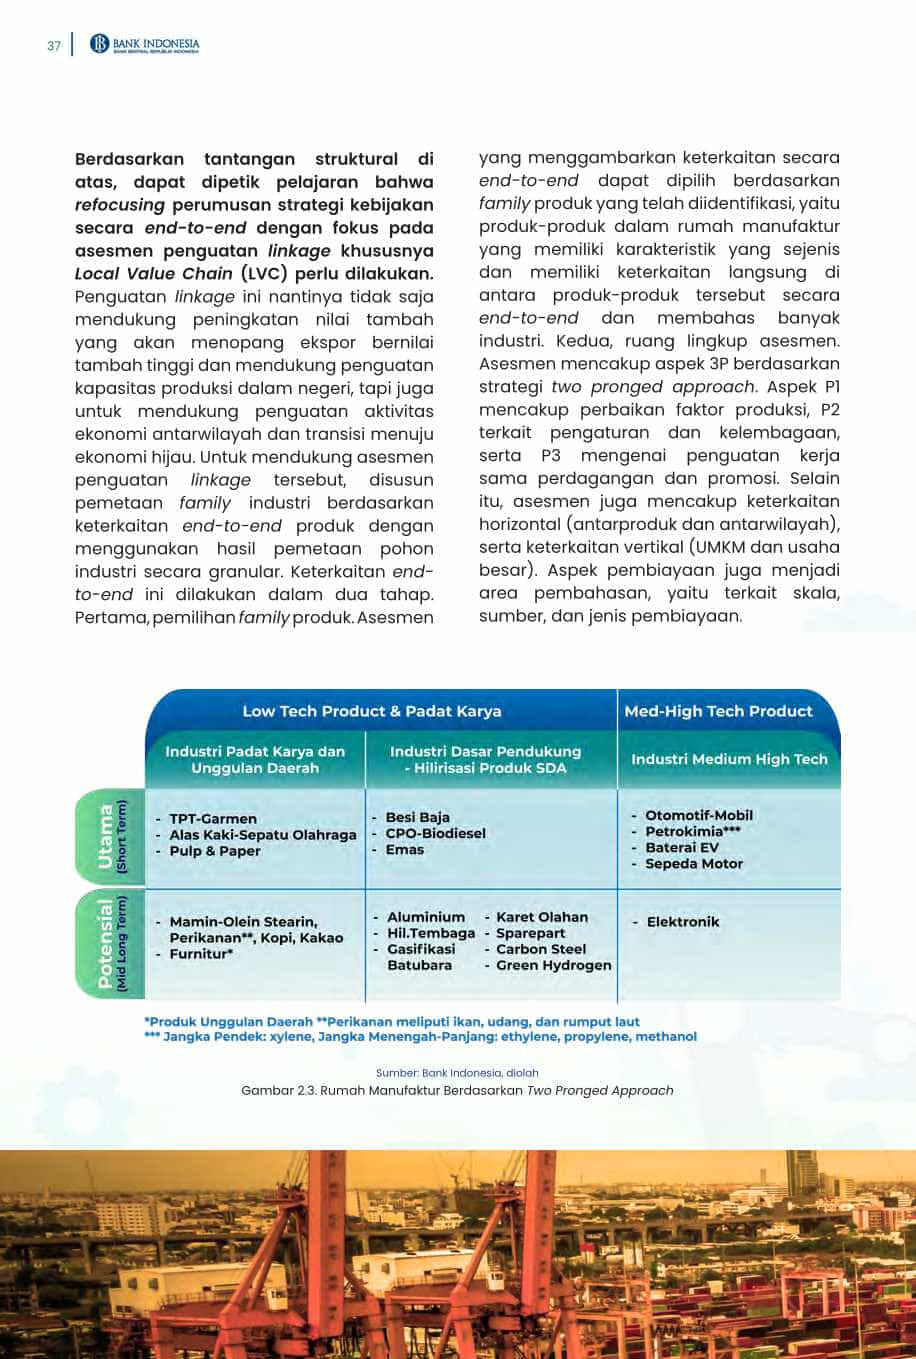 37
BANK INDONESIA
BANK SENTRAL REPUBLIK INDONESIA
Berdasarkan tantangan struktural di
atas, dapat dipetik pelajaran bahwa
refocusing perumusan strategi kebijakan
secara end-to-end dengan fokus pada
asesmen penguatan linkage khususnya
Local Value Chain (LVC) perlu dilakukan.
Penguatan linkage ini nantinya tidak saja
mendukung peningkatan nilai tambah
yang akan menopang ekspor bernilai
tambah tinggi dan mendukung penguatan
kapasitas produksi dalam negeri, tapi juga
untuk mendukung penguatan aktivitas
ekonomi antarwilayah dan transisi menuju
ekonomi hijau. Untuk mendukung asesmen
penguatan linkage tersebut, disusun
pemetaan family industri berdasarkan
keterkaitan end-to-end produk dengan
menggunakan hasil pemetaan pohon
industri secara granular. Keterkaitan end-
to-end ini dilakukan dalam dua tahap.
Pertama, pemilihan family produk. Asesmen
yang menggambarkan keterkaitan secara
end-to-end dapat dipilih berdasarkan
family produk yang telah diidentifikasi, yaitu
produk-produk dalam rumah manufaktur
yang memiliki karakteristik yang sejenis
dan memiliki keterkaitan langsung di
antara produk-produk tersebut secara
end-to-end dan membahas banyak
industri. Kedua, ruang lingkup asesmen.
Asesmen mencakup aspek 3P berdasarkan
strategi two pronged approach. Aspek P1
mencakup perbaikan faktor produksi, P2
terkait pengaturan dan kelembagaan,
serta P3 mengenai penguatan kerja
sama perdagangan dan promosi. Selain
itu, asesmen juga mencakup keterkaitan
horizontal (antarproduk dan antarwilayah),
serta keterkaitan vertikal (UMKM dan usaha
besar). Aspek pembiayaan juga menjadi
area pembahasan, yaitu terkait skala,
sumber, dan jenis pembiayaan.
Low Tech Product & Padat Karya
Med-High Tech Product
Industri Padat Karya dan
Unggulan Daerah
Industri Dasar Pendukung
- Hilirisasi Produk SDA
Industri Medium High Tech
Utama
(Short Term)
- TPT-Garmen
- Alas Kaki-Sepatu Olahraga
- Pulp & Paper
- Besi Baja
- CPO-Biodiesel
- Emas
- Otomotif-Mobil
- Petrokimia***
- Baterai EV
- Sepeda Motor
Potensial
(Mid Long Term)
- Mamin-Olein Stearin,
Perikanan**, Kopi, Kakao
- Furnitur*
- Aluminium
- Hil.Tembaga
- Gasifikasi
Batubara
- Karet Olahan
- Sparepart
- Carbon Steel
- Green Hydrogen
- Elektronik
*Produk Unggulan Daerah **Perikanan meliputi ikan, udang, dan rumput laut
*** Jangka Pendek: xylene, Jangka Menengah-Panjang: ethylene, propylene, methanol
Sumber: Bank Indonesia, diolah
Gambar 2.3. Rumah Manufaktur Berdasarkan Two Pronged Approach